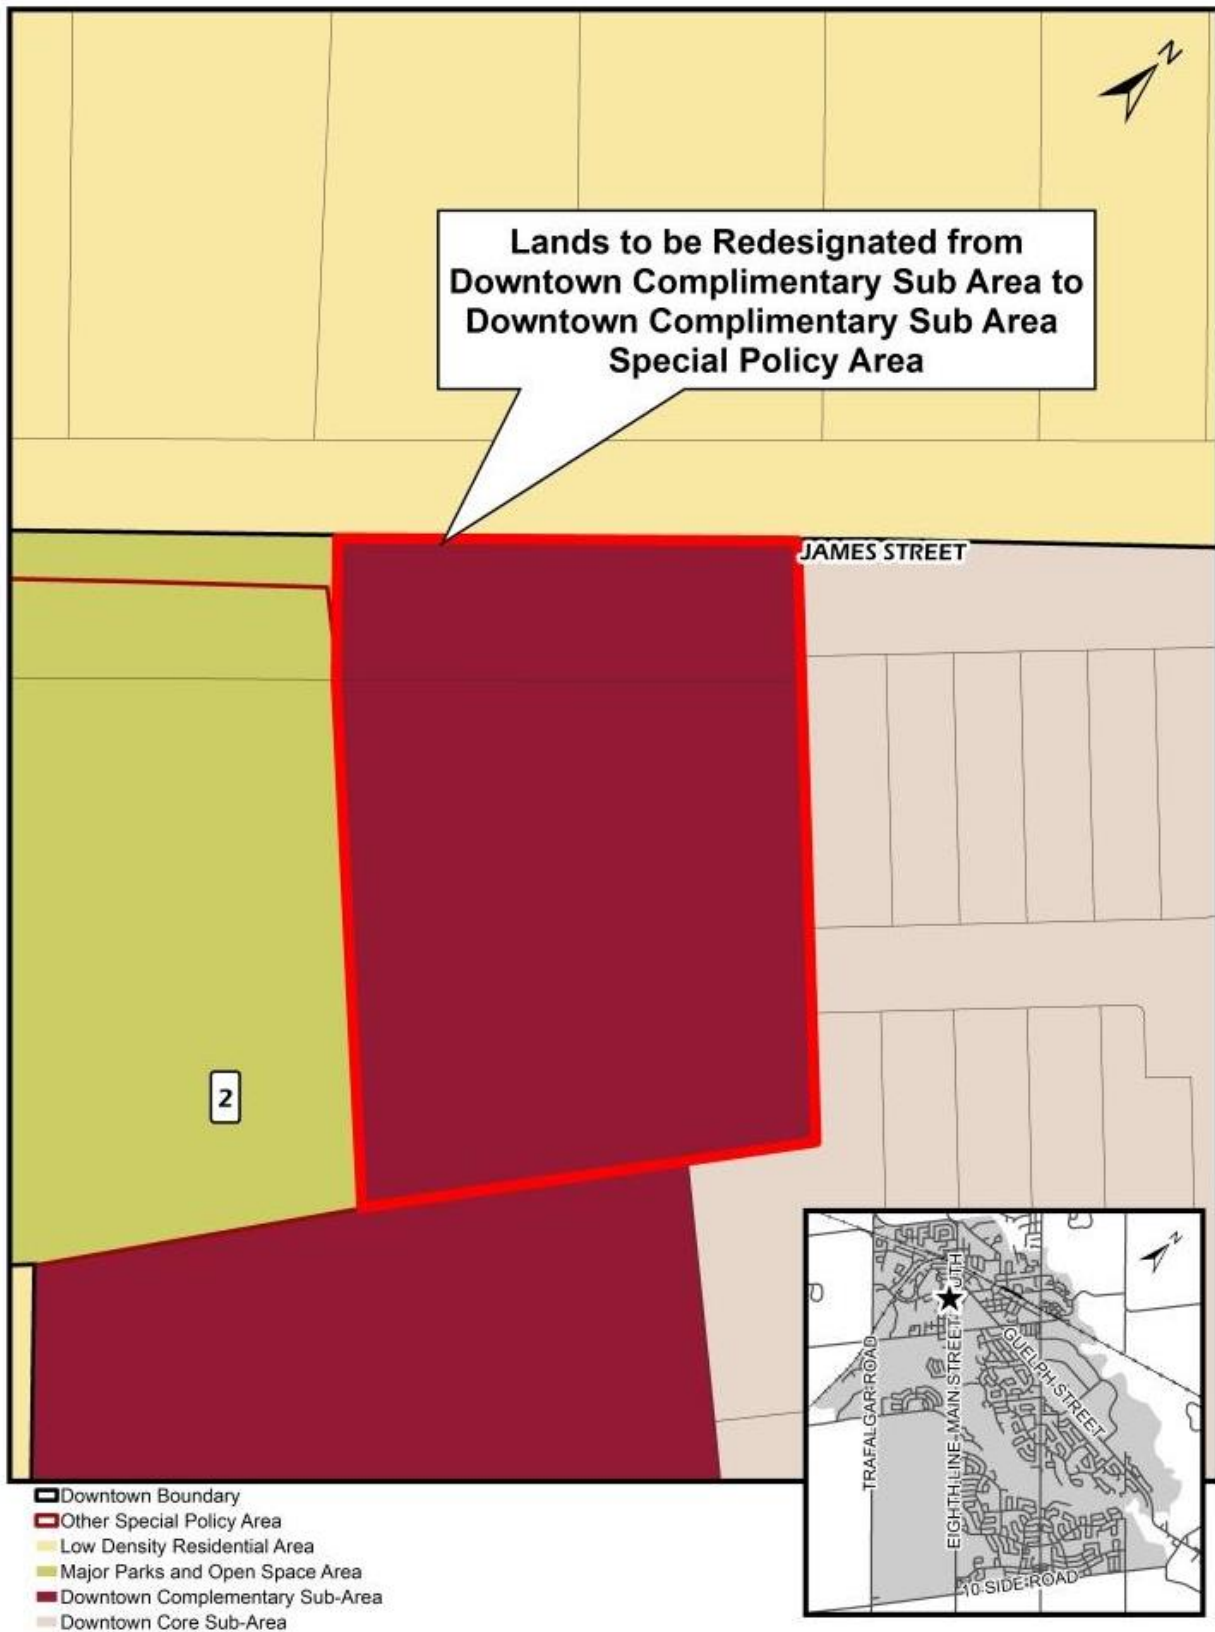 N
Lands to be Redesignated from
Downtown Complimentary Sub Area to
Downtown Complimentary Sub Area
Special Policy Area
JAMES STREET
2
N
UTH
TRAFALGAR ROAD
EIGHTH LINE
MAIN STREET
GUELPH STREET
10 SIDE ROAD
Downtown Boundary
Other Special Policy Area
Low Density Residential Area
Major Parks and Open Space Area
Downtown Complementary Sub-Area
Downtown Core Sub-Area